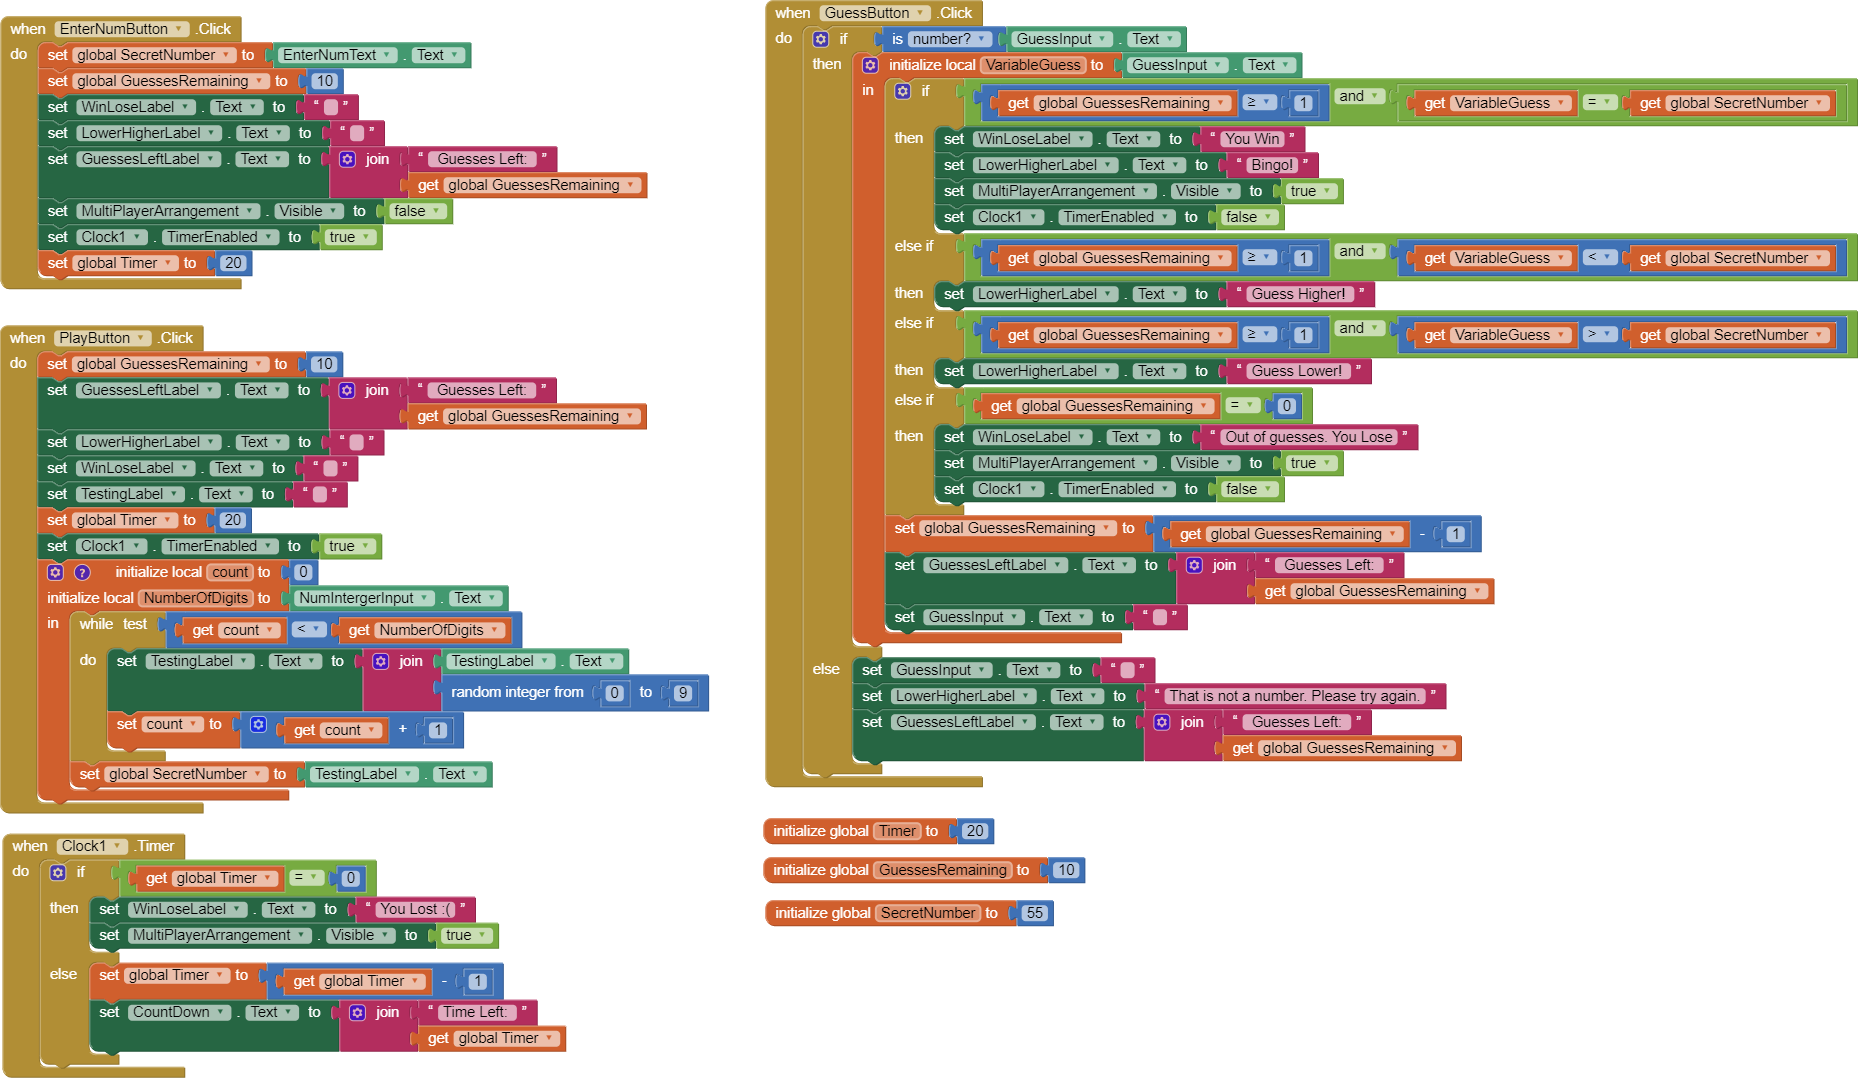 when EnterNumButton .Click
do set global SecretNumber to EnterNumText . Text
set global GuessesRemaining to 10
set WinLoseLabel . Text to “ ”
set LowerHigherLabel . Text to “ ”
set GuessesLeftLabel . Text to join “ Guesses Left: ”
get global GuessesRemaining
set MultiPlayerArrangement . Visible to false
set Clock1 . TimerEnabled to true
set global Timer to 20
when PlayButton .Click
do set global GuessesRemaining to 10
set GuessesLeftLabel . Text to join “ Guesses Left: ”
get global GuessesRemaining
set LowerHigherLabel . Text to “ ”
set WinLoseLabel . Text to “ ”
set TestingLabel . Text to “ ”
set global Timer to 20
set Clock1 . TimerEnabled to true
? initialize local count to 0
initialize local NumberOfDigits to NumIntergerInput . Text
in while test get count < get NumberOfDigits
do set TestingLabel . Text to join TestingLabel . Text
random integer from 0 to 9
set count to get count + 1
set global SecretNumber to TestingLabel . Text
when Clock1 .Timer
do if get global Timer = 0
then set WinLoseLabel . Text to “ You Lost :( ”
set MultiPlayerArrangement . Visible to true
else set global Timer to get global Timer - 1
set CountDown . Text to join “ Time Left: ”
get global Timer
when GuessButton .Click
do if is number? GuessInput . Text
then initialize local VariableGuess to GuessInput . Text
in if get global GuessesRemaining ≥ 1 and get VariableGuess = get global SecretNumber
then set WinLoseLabel . Text to “ You Win ”
set LowerHigherLabel . Text to “ Bingo! ”
set MultiPlayerArrangement . Visible to true
set Clock1 . TimerEnabled to false
else if get global GuessesRemaining ≥ 1 and get VariableGuess < get global SecretNumber
then set LowerHigherLabel . Text to “ Guess Higher! ”
else if get global GuessesRemaining ≥ 1 and get VariableGuess > get global SecretNumber
then set LowerHigherLabel . Text to “ Guess Lower! ”
else if get global GuessesRemaining = 0
then set WinLoseLabel . Text to “ Out of guesses. You Lose ”
set MultiPlayerArrangement . Visible to true
set Clock1 . TimerEnabled to false
set global GuessesRemaining to get global GuessesRemaining - 1
set GuessesLeftLabel . Text to join “ Guesses Left: ”
get global GuessesRemaining
set GuessInput . Text to “ ”
else set GuessInput . Text to “ ”
set LowerHigherLabel . Text to “ That is not a number. Please try again. ”
set GuessesLeftLabel . Text to join “ Guesses Left: ”
get global GuessesRemaining
initialize global Timer to 20
initialize global GuessesRemaining to 10
initialize global SecretNumber to 55